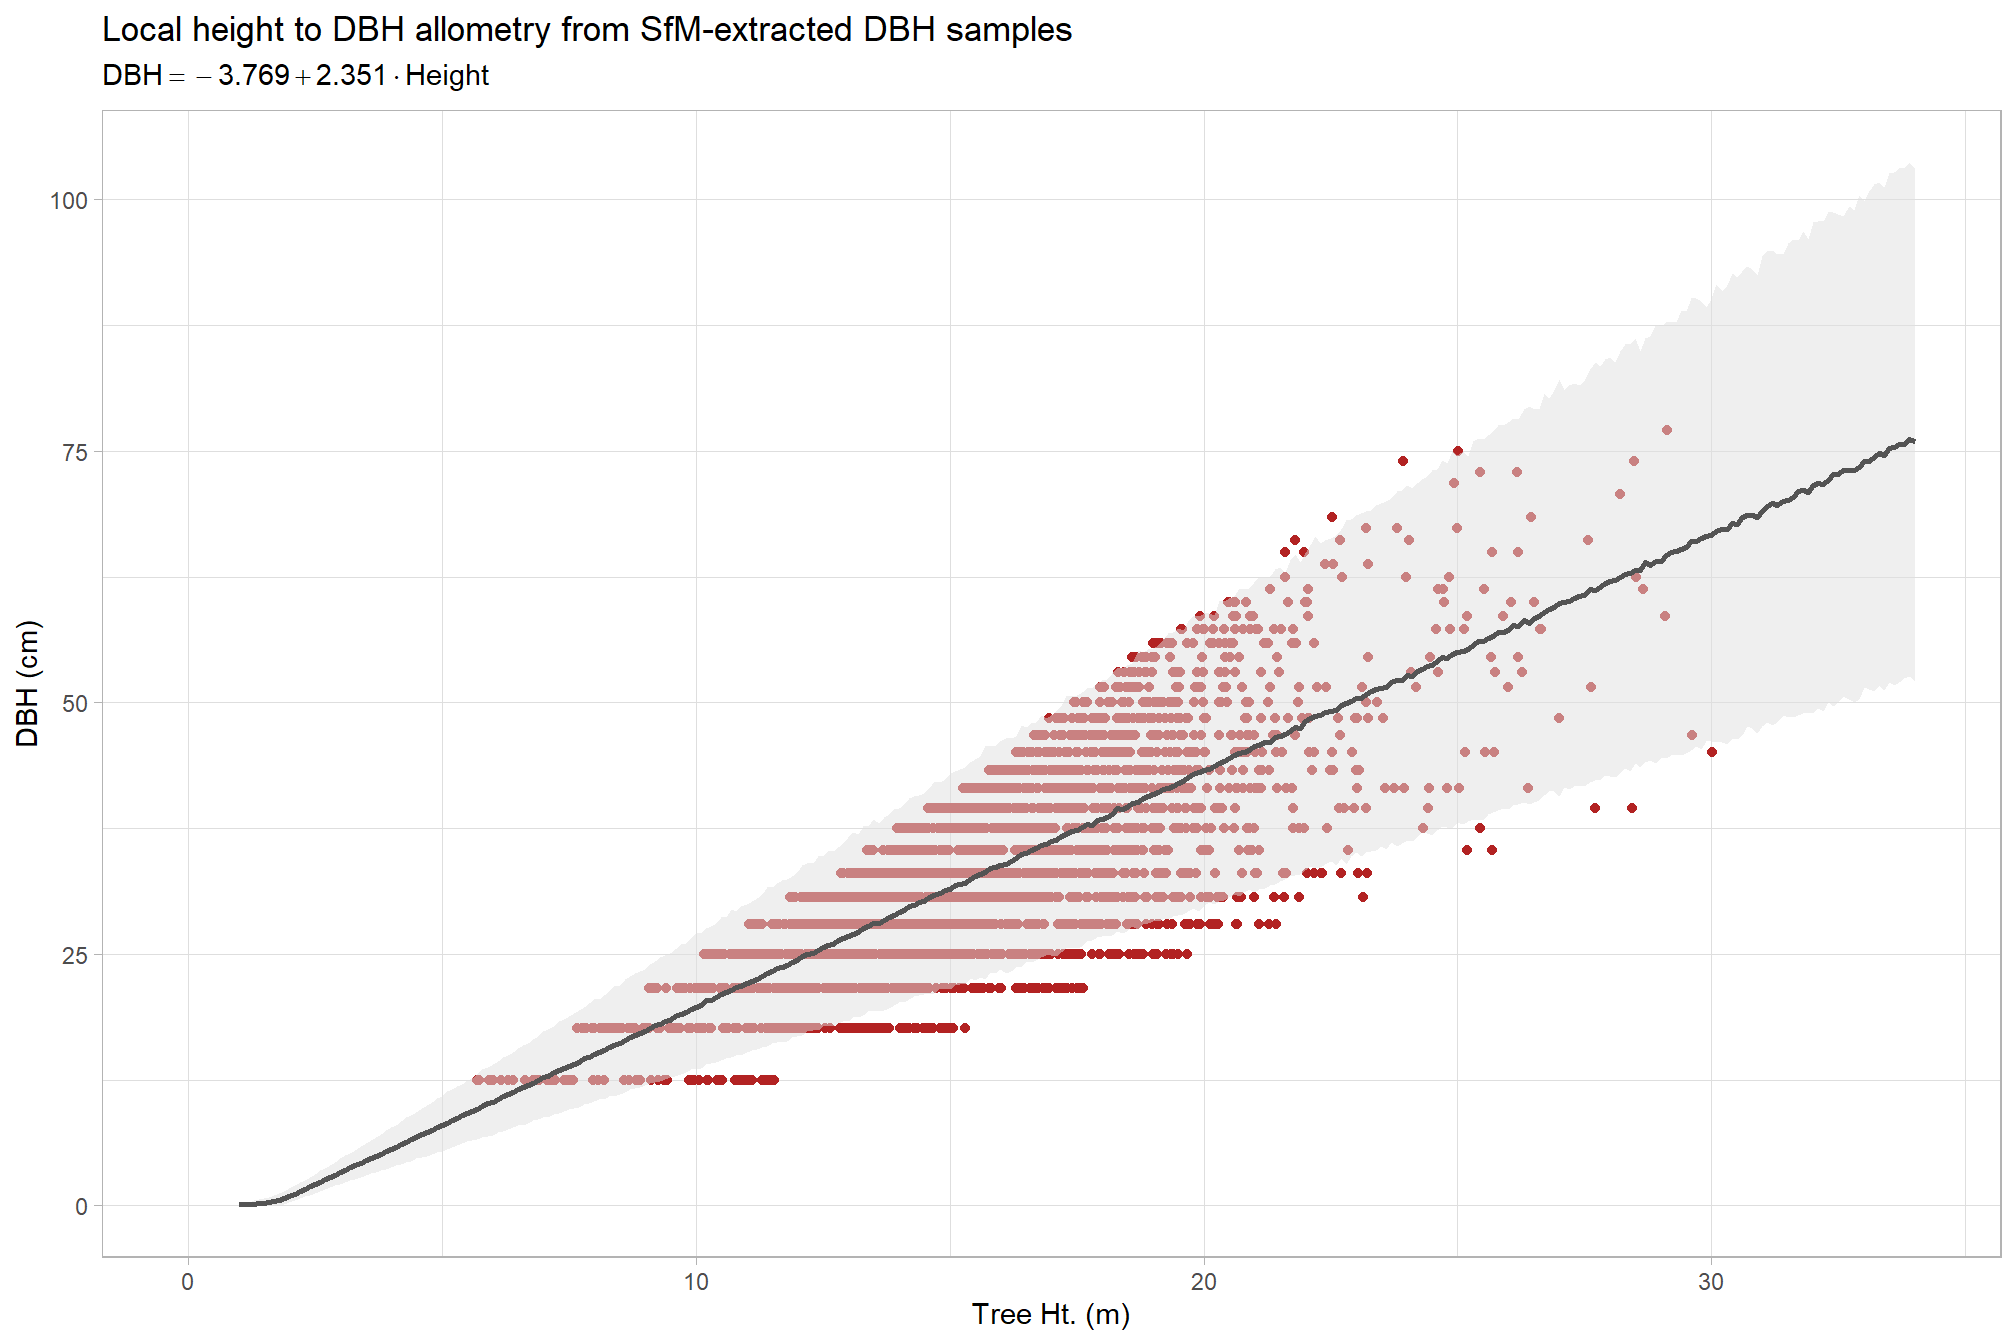 Local height to DBH allometry from SfM-extracted DBH samples
DBH = − 3.769 + 2.351 · Height
100
75
50
25
0
DBH (cm)
0 10 20 30
Tree Ht. (m)